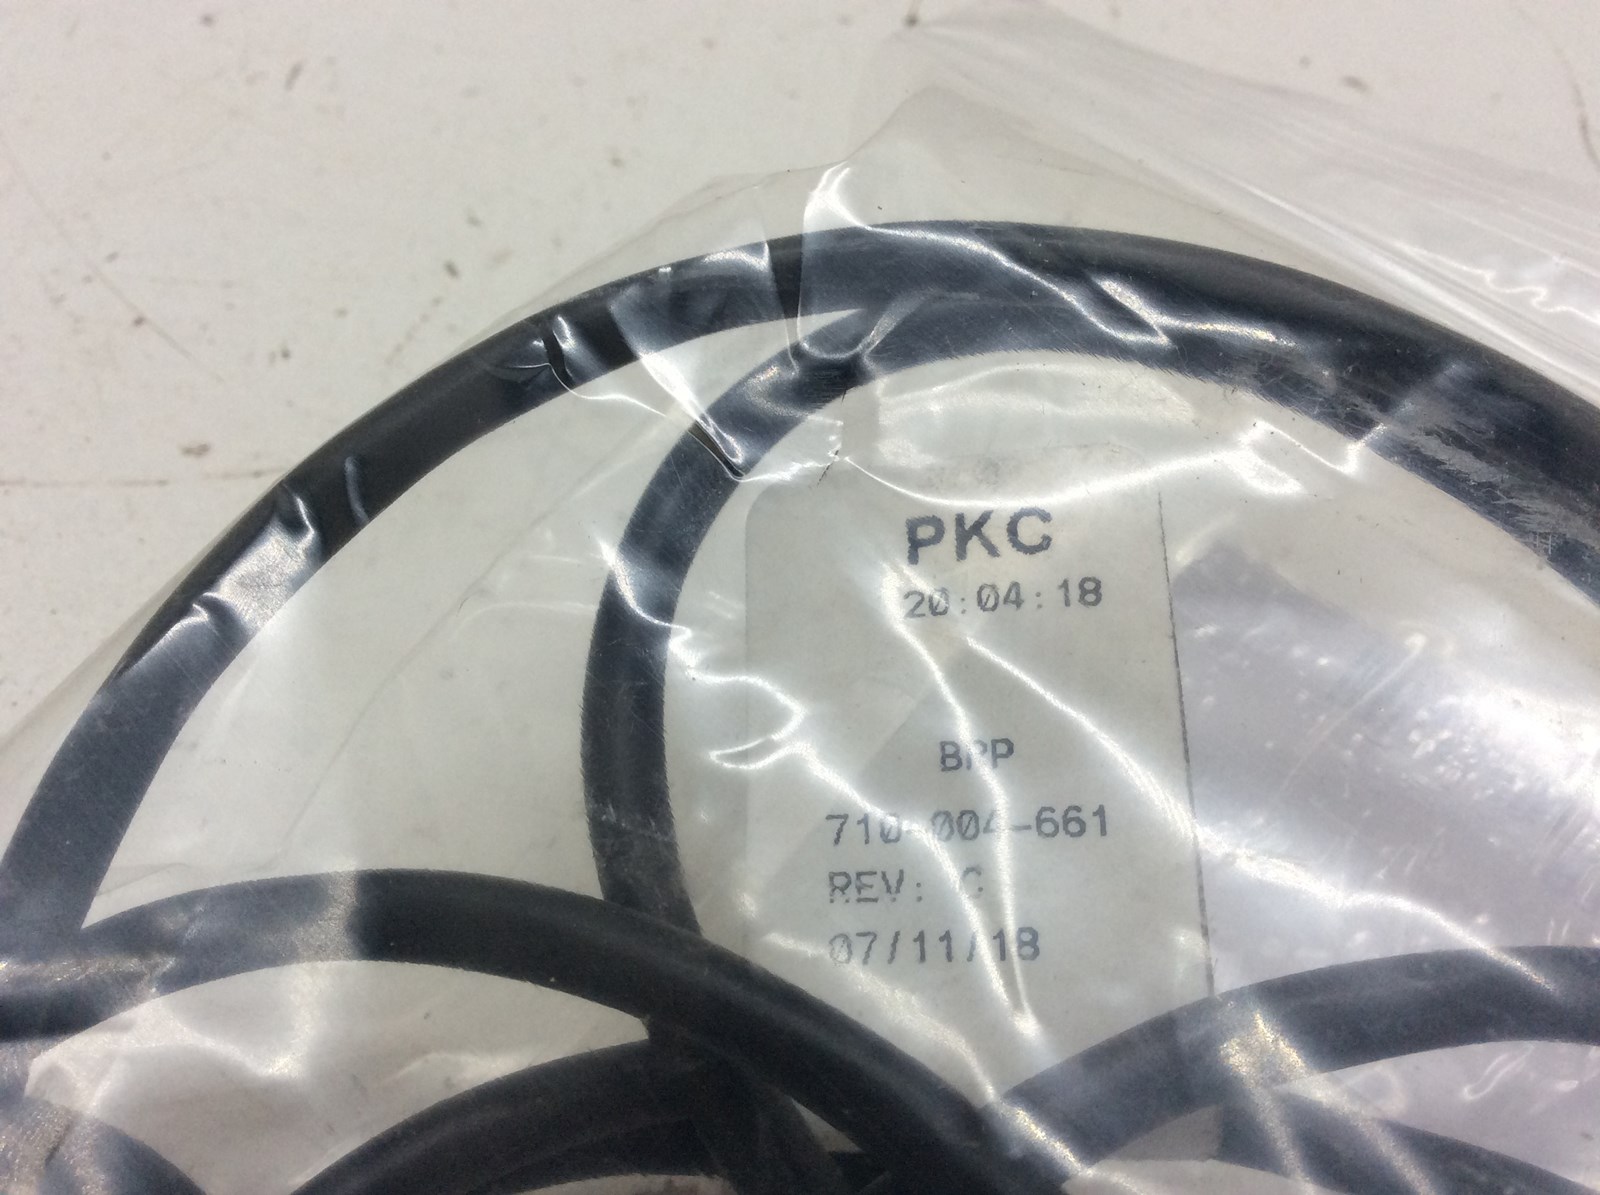 PKC
20:04:18
BPP
710-004-661
REV: C
07/11/18